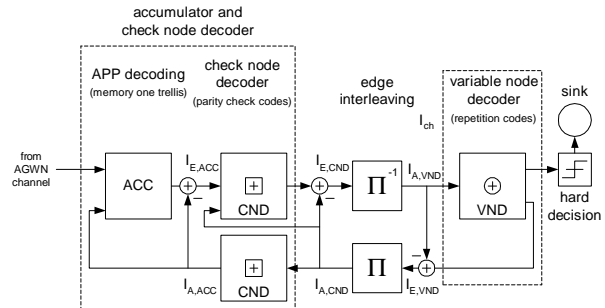 accumulator and
check node decoder
APP decoding
(memory one trellis)
check node
decoder
(parity check codes)
edge
interleaving
variable node
decoder
(repetition codes)
sink
I_ch
from
AGWN
channel
ACC
I_E,ACC
CND
I_E,CND
Π⁻¹
I_A,VND
VND
hard
decision
CND
Π
I_A,ACC
I_A,CND
I_E,VND